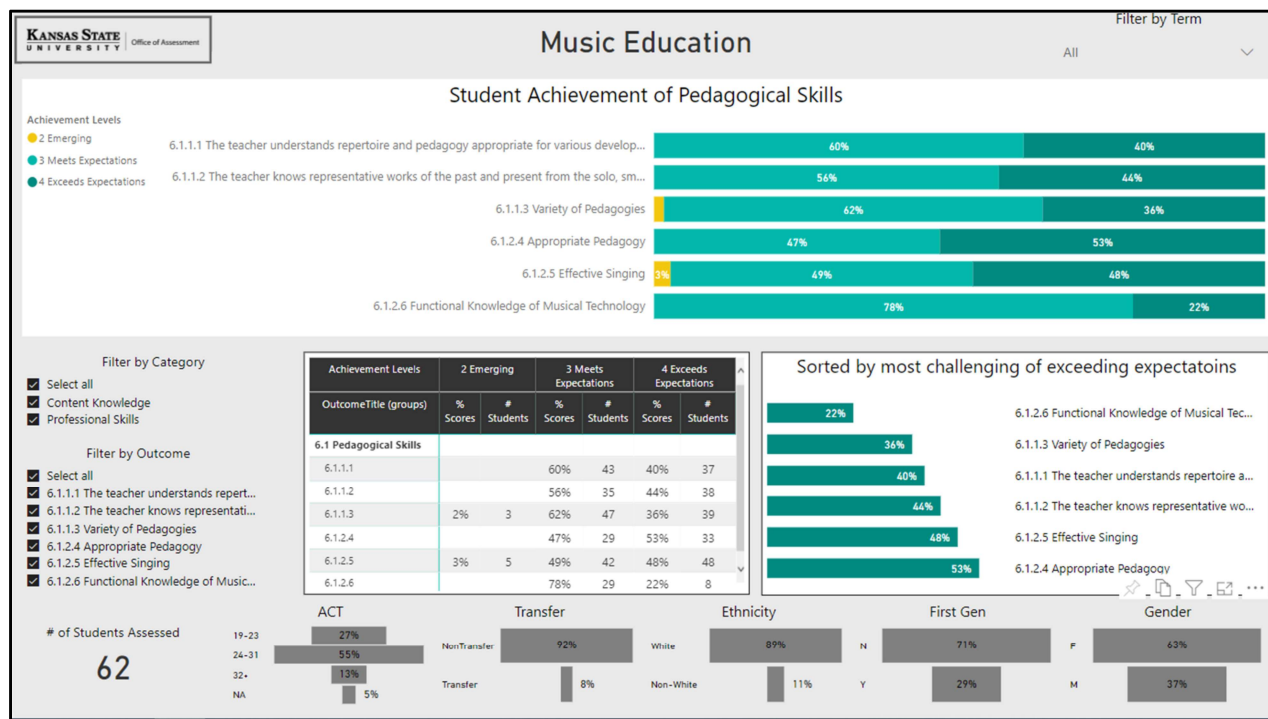 KANSAS STATE
UNIVERSITY
Office of Assessment
Music Education
Filter by Term
All
Student Achievement of Pedagogical Skills
Achievement Levels
2 Emerging
3 Meets Expectations
4 Exceeds Expectations
6.1.1.1 The teacher understands repertoire and pedagogy appropriate for various develop... 60% 40%
6.1.1.2 The teacher knows representative works of the past and present from the solo, sm... 56% 44%
6.1.1.3 Variety of Pedagogies 62% 36%
6.1.2.4 Appropriate Pedagogy 47% 53%
6.1.2.5 Effective Singing 3% 49% 48%
6.1.2.6 Functional Knowledge of Musical Technology 78% 22%
Filter by Category
Select all
Content Knowledge
Professional Skills
Filter by Outcome
Select all
6.1.1.1 The teacher understands repert...
6.1.1.2 The teacher knows representati...
6.1.1.3 Variety of Pedagogies
6.1.2.4 Appropriate Pedagogy
6.1.2.5 Effective Singing
6.1.2.6 Functional Knowledge of Music...
Achievement Levels 2 Emerging 3 Meets Expectations 4 Exceeds Expectations
OutcomeTitle (groups) % Scores # Students % Scores # Students % Scores # Students
6.1 Pedagogical Skills
6.1.1.1 60% 43 40% 37
6.1.1.2 56% 35 44% 38
6.1.1.3 2% 3 62% 47 36% 39
6.1.2.4 47% 29 53% 33
6.1.2.5 3% 5 49% 42 48% 48
6.1.2.6 78% 29 22% 8
Sorted by most challenging of exceeding expectatoins
22% 6.1.2.6 Functional Knowledge of Musical Tec...
36% 6.1.1.3 Variety of Pedagogies
40% 6.1.1.1 The teacher understands repertoire a...
44% 6.1.1.2 The teacher knows representative wo...
48% 6.1.2.5 Effective Singing
53% 6.1.2.4 Appropriate Pedagogy
# of Students Assessed
62
ACT
19-23 27%
24-31 55%
32+ 13%
NA 5%
Transfer
NonTransfer 92%
Transfer 8%
Ethnicity
White 89%
Non-White 11%
First Gen
N 71%
Y 29%
Gender
F 63%
M 37%